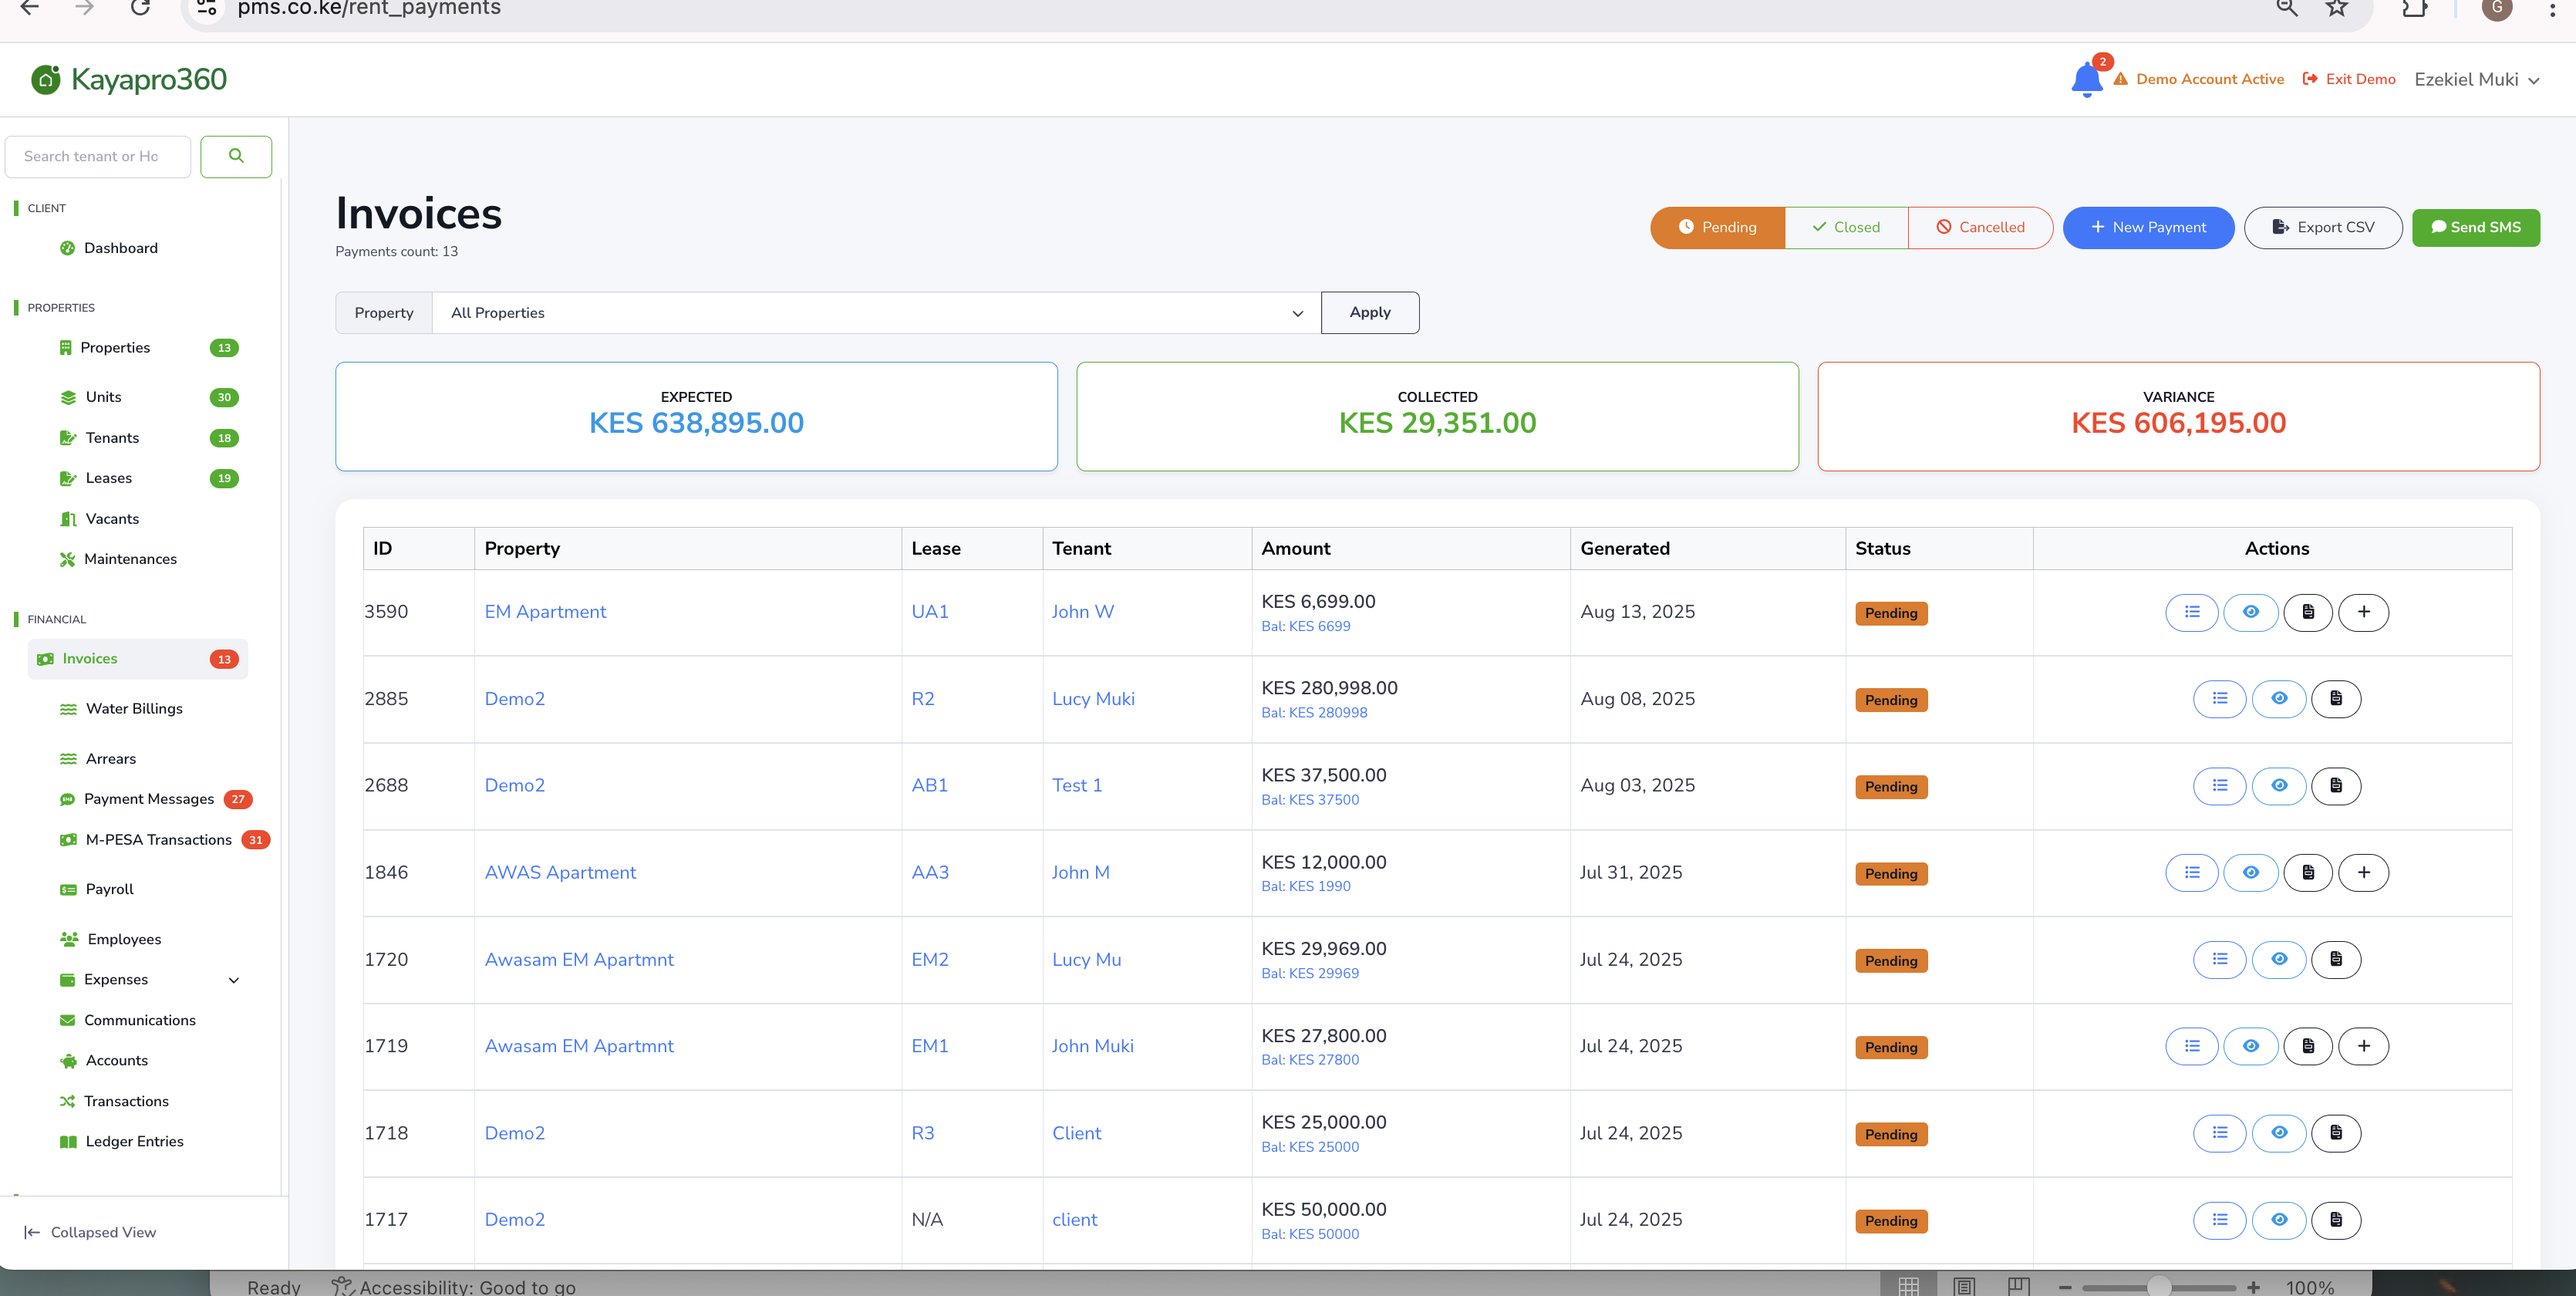 pms.co.ke/rent_payments
G
Kayapro360
2
Demo Account Active
Exit Demo
Ezekiel Muki
Search tenant or Ho
CLIENT
Dashboard
PROPERTIES
Properties 13
Units 30
Tenants 18
Leases 19
Vacants
Maintenances
FINANCIAL
Invoices 13
Water Billings
Arrears
Payment Messages 27
M-PESA Transactions 31
Payroll
Employees
Expenses
Communications
Accounts
Transactions
Ledger Entries
Collapsed View
Invoices
Payments count: 13
Pending
Closed
Cancelled
New Payment
Export CSV
Send SMS
Property All Properties Apply
EXPECTED
KES 638,895.00
COLLECTED
KES 29,351.00
VARIANCE
KES 606,195.00
ID Property Lease Tenant Amount Generated Status Actions
3590 EM Apartment UA1 John W KES 6,699.00 Aug 13, 2025 Pending
Bal: KES 6699
2885 Demo2 R2 Lucy Muki KES 280,998.00 Aug 08, 2025 Pending
Bal: KES 280998
2688 Demo2 AB1 Test 1 KES 37,500.00 Aug 03, 2025 Pending
Bal: KES 37500
1846 AWAS Apartment AA3 John M KES 12,000.00 Jul 31, 2025 Pending
Bal: KES 1990
1720 Awasam EM Apartmnt EM2 Lucy Mu KES 29,969.00 Jul 24, 2025 Pending
Bal: KES 29969
1719 Awasam EM Apartmnt EM1 John Muki KES 27,800.00 Jul 24, 2025 Pending
Bal: KES 27800
1718 Demo2 R3 Client KES 25,000.00 Jul 24, 2025 Pending
Bal: KES 25000
1717 Demo2 N/A client KES 50,000.00 Jul 24, 2025 Pending
Bal: KES 50000
Ready
Accessibility: Good to go
100%